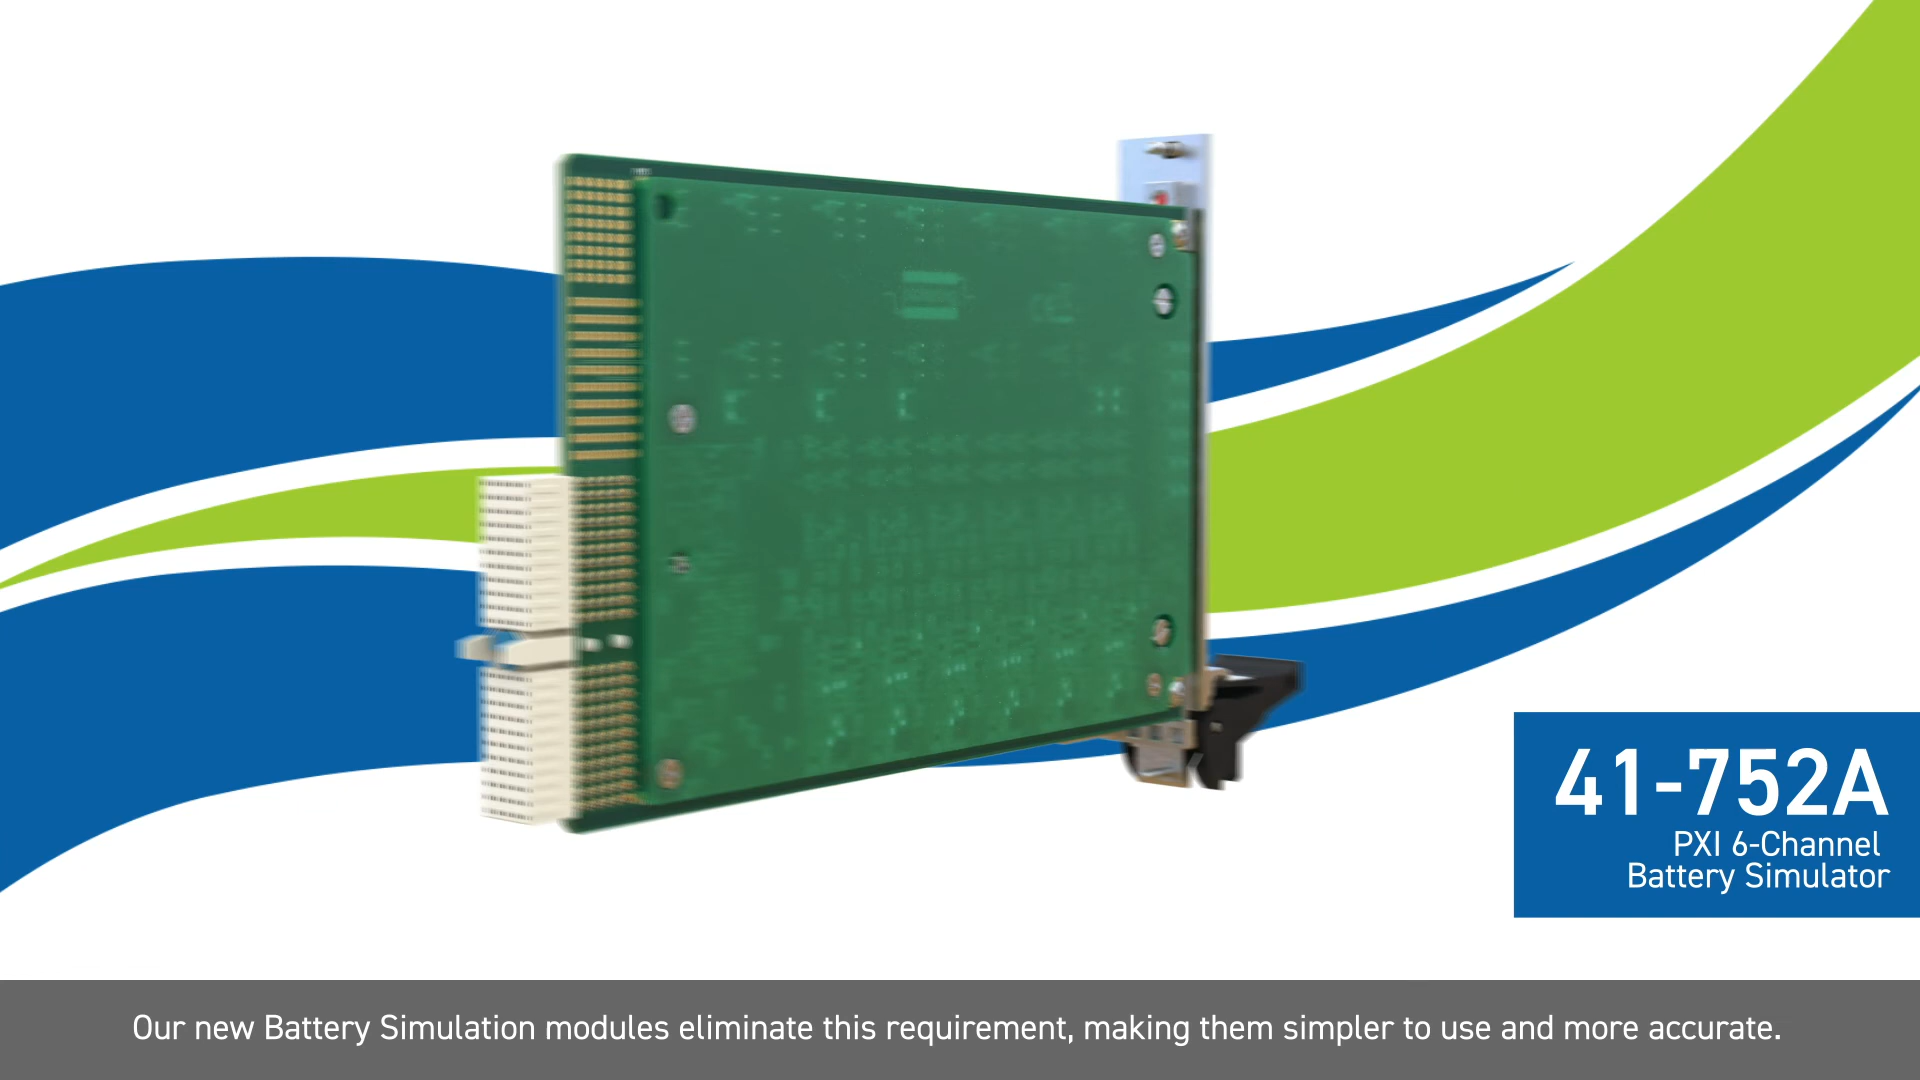 41-752A
PXI 6-Channel
Battery Simulator
Our new Battery Simulation modules eliminate this requirement, making them simpler to use and more accurate.